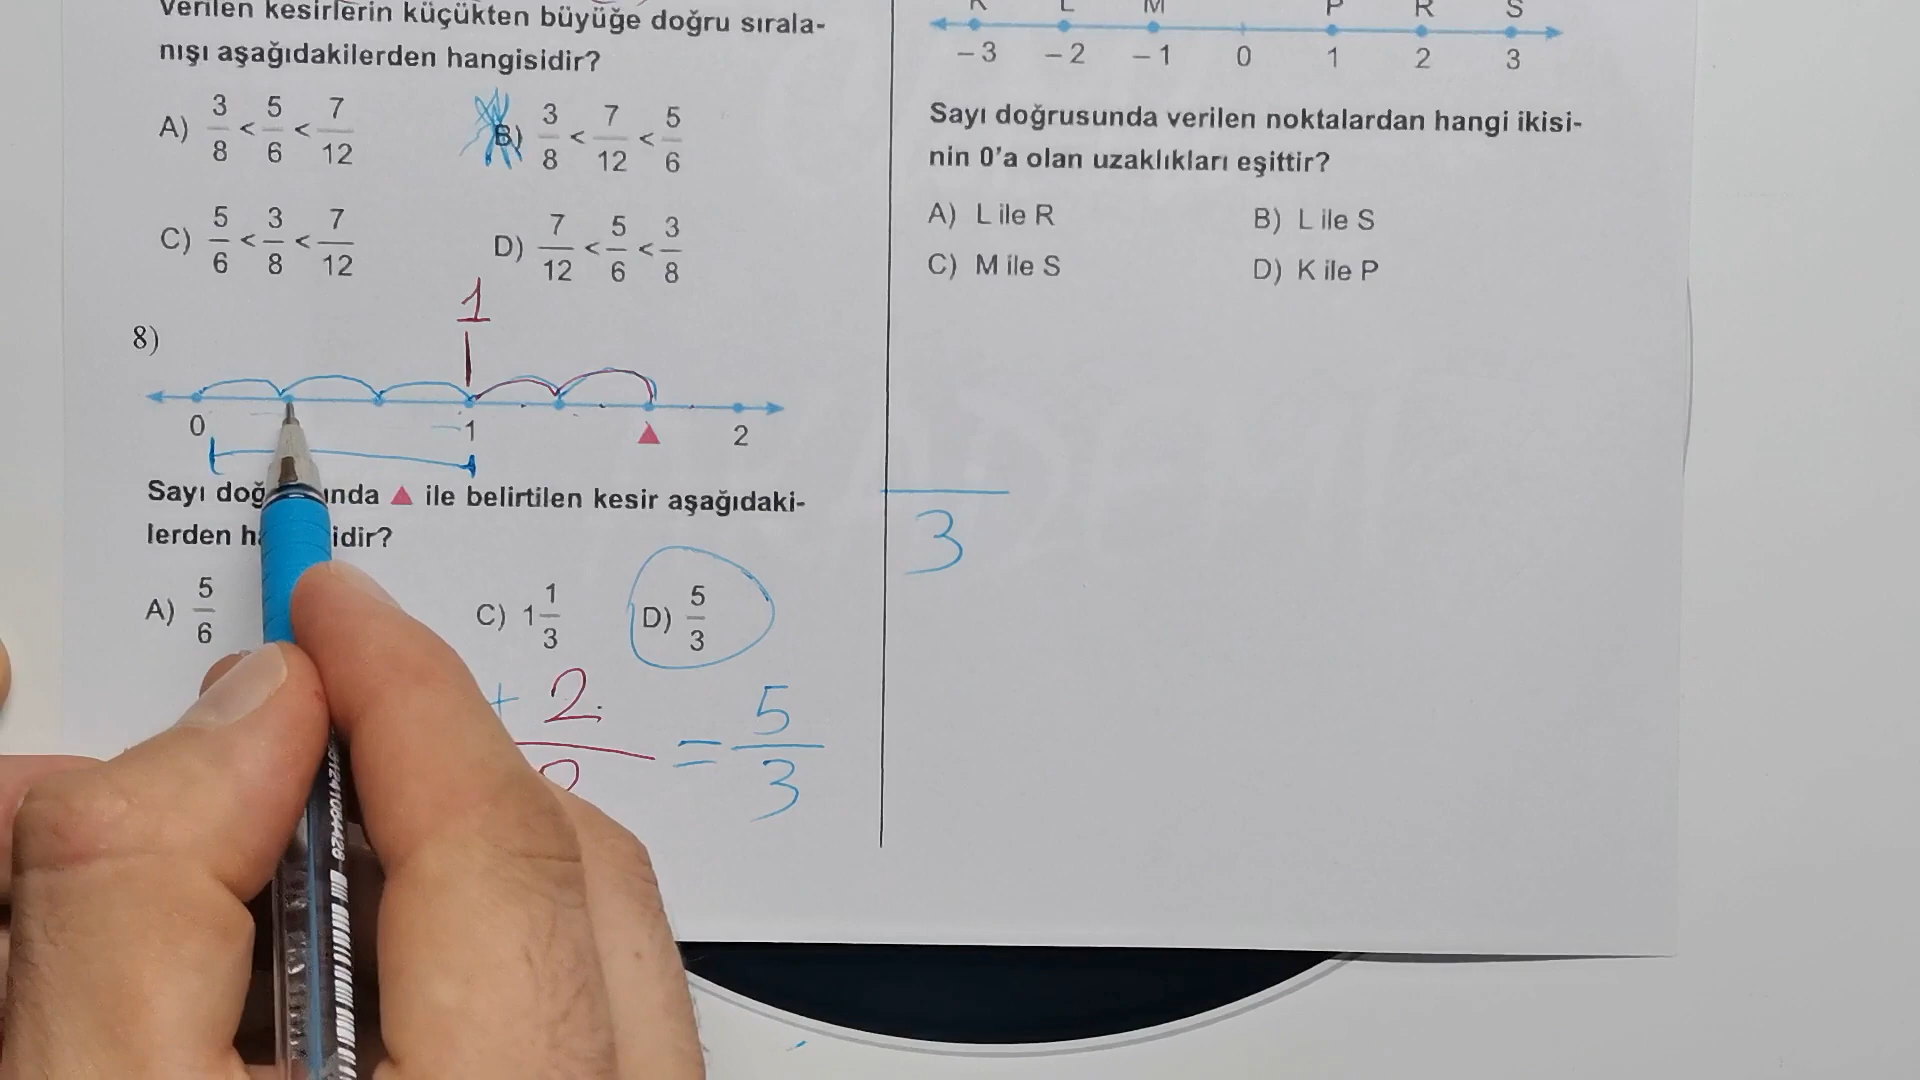 verilen kesirlerin küçükten büyüğe doğru sırala-
nışı aşağıdakilerden hangisidir?
A) 3/8 < 5/6 < 7/12
B) 3/8 < 7/12 < 5/6
C) 5/6 < 3/8 < 7/12
D) 7/12 < 5/6 < 3/8
1
8)
0 1 2
Sayı ▲ ile belirtilen kesir aşağıdaki-
lerden
A) 5/6
C) 1 1/3
D) 5/3
+ 2
= 5/3
K L M P R S
-3 -2 -1 0 1 2 3
Sayı doğrusunda verilen noktalardan hangi ikisi-
nin 0'a olan uzaklıkları eşittir?
A) L ile R
B) L ile S
C) M ile S
D) K ile P
3